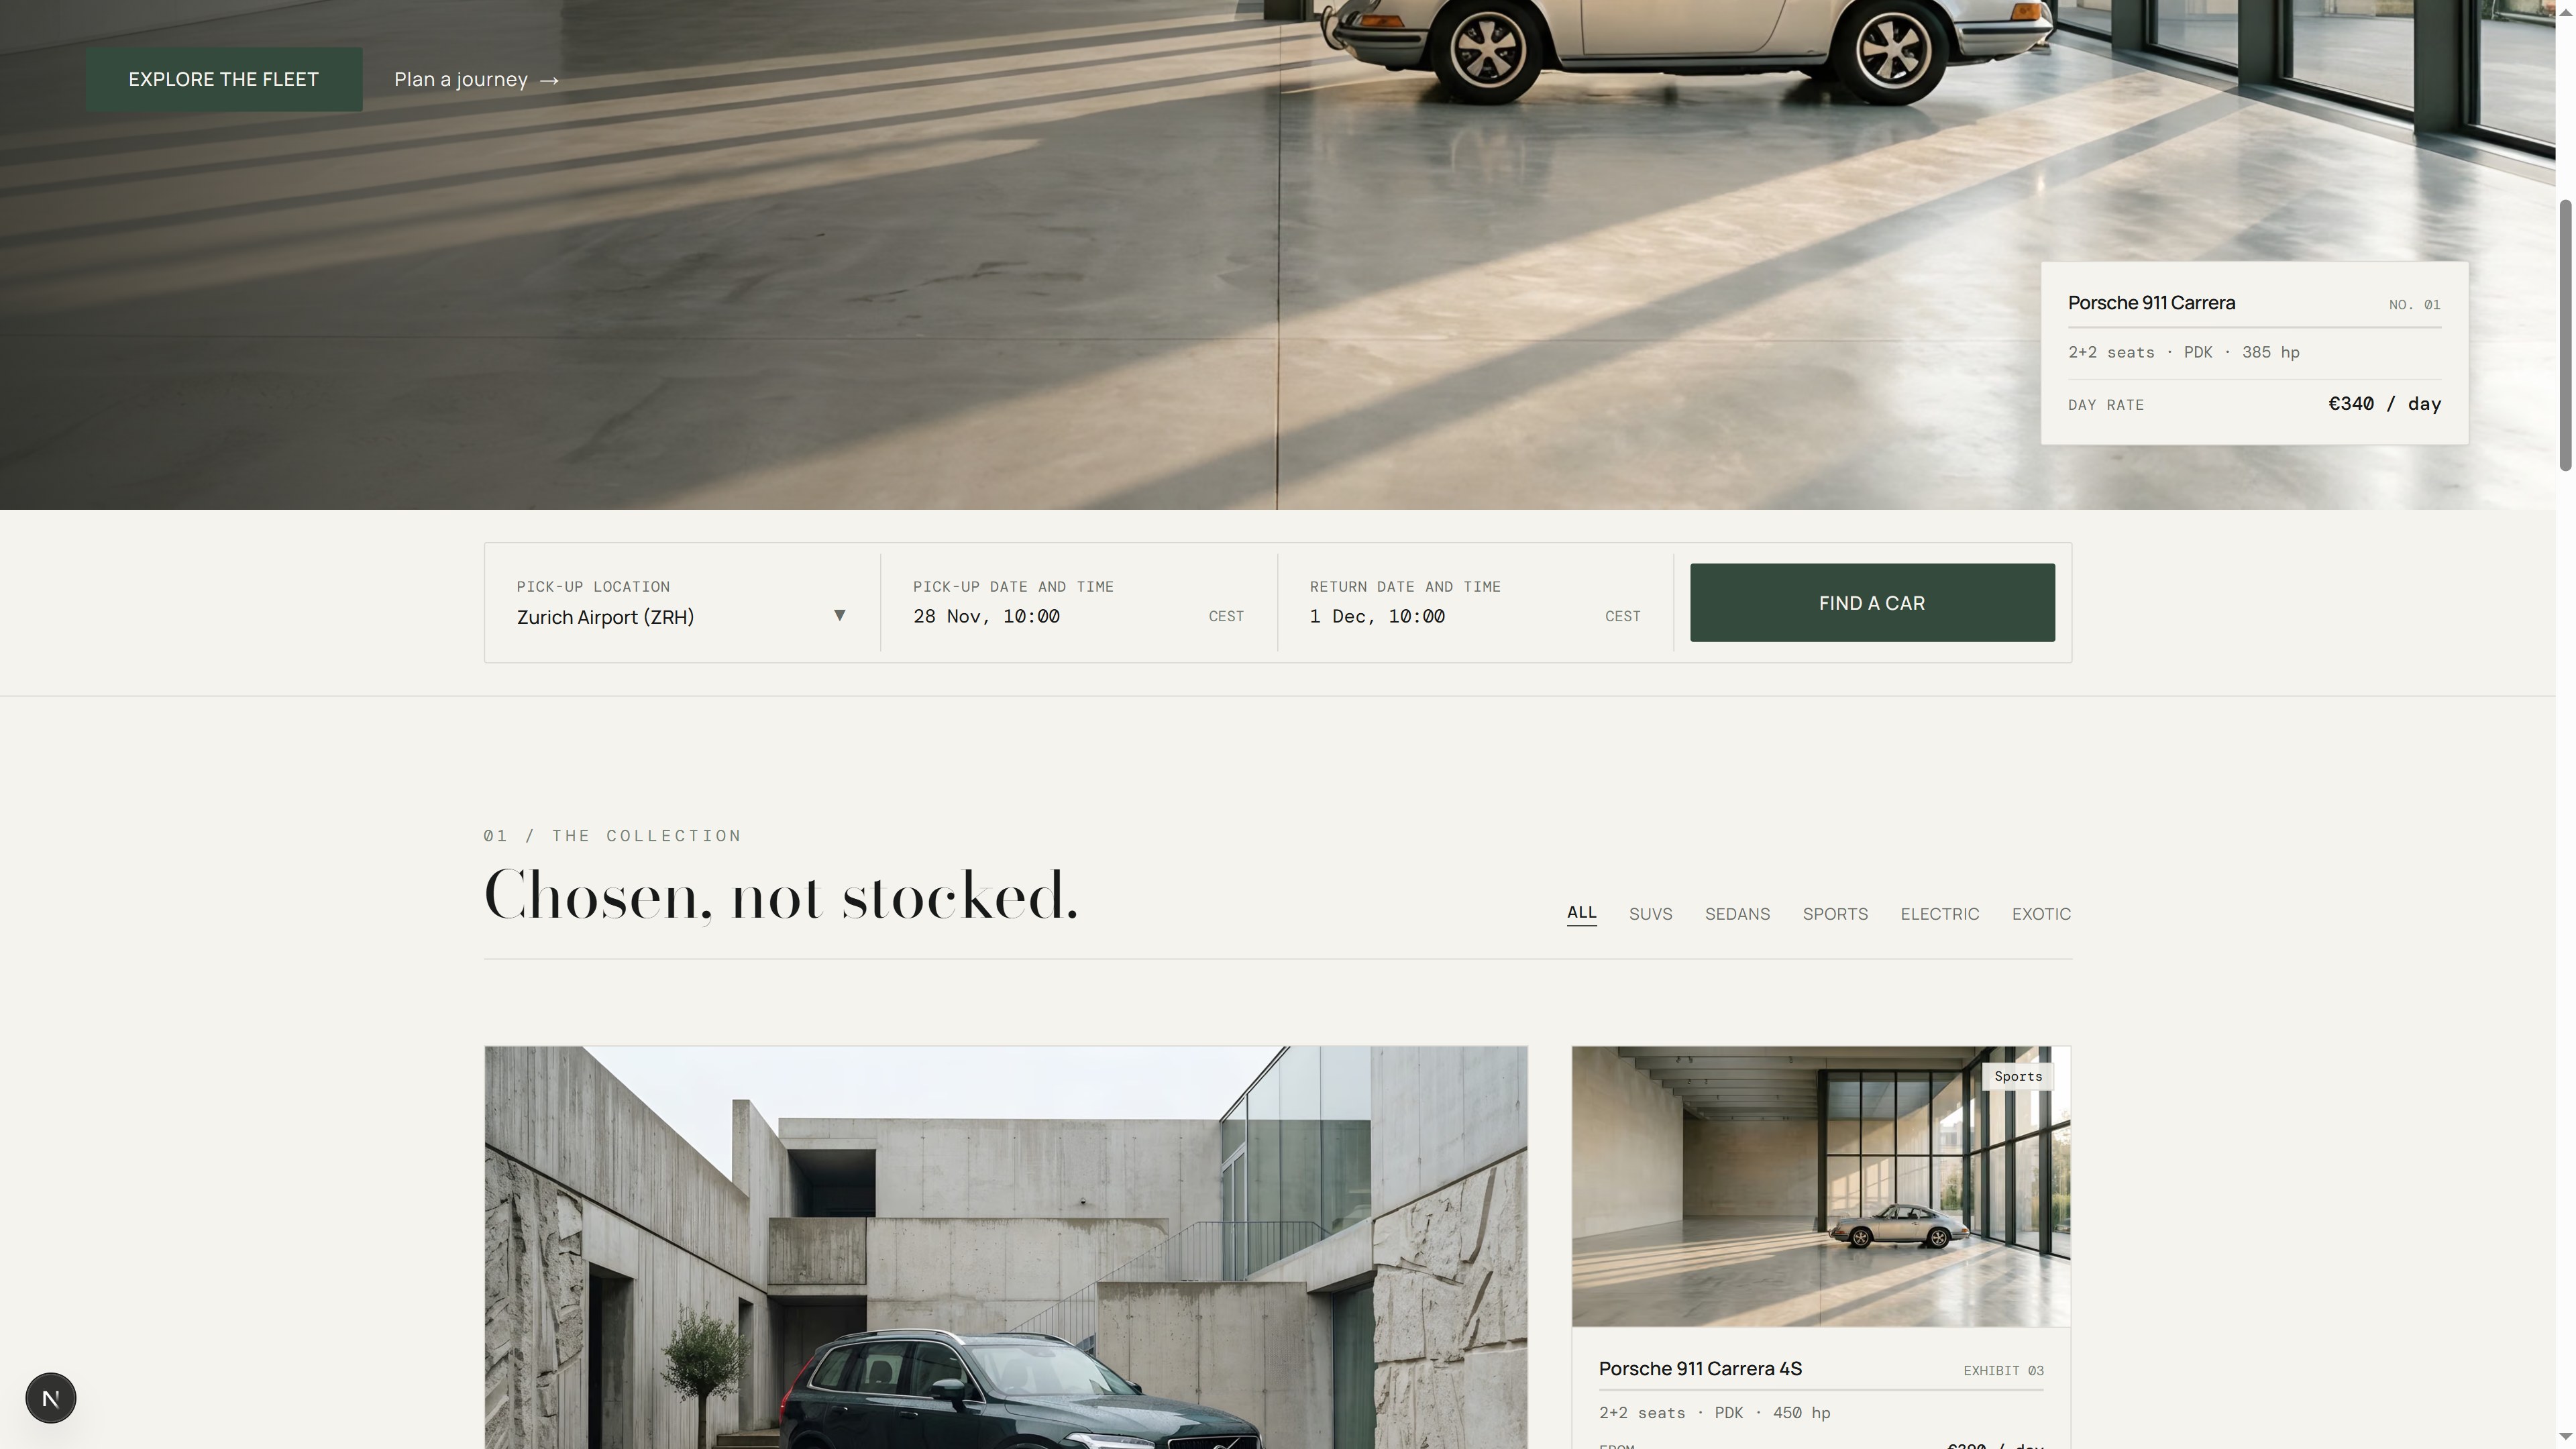 EXPLORE THE FLEET
Plan a journey →
Porsche 911 Carrera
NO. 01
2+2 seats · PDK · 385 hp
DAY RATE
€340 / day
PICK-UP LOCATION
Zurich Airport (ZRH) ▼
PICK-UP DATE AND TIME
28 Nov, 10:00
CEST
RETURN DATE AND TIME
1 Dec, 10:00
CEST
FIND A CAR
01 / THE COLLECTION
Chosen, not stocked.
ALL
SUVS
SEDANS
SPORTS
ELECTRIC
EXOTIC
Sports
Porsche 911 Carrera 4S
EXHIBIT 03
2+2 seats · PDK · 450 hp
N